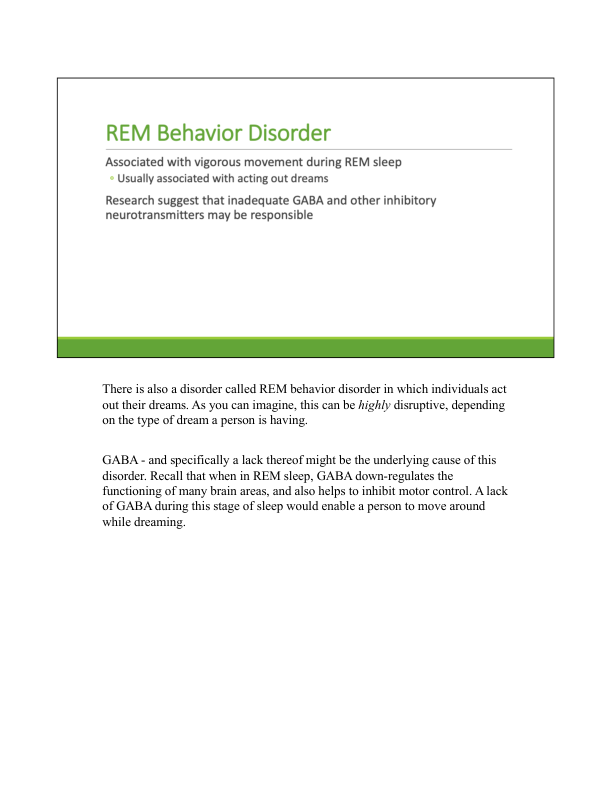 REM Behavior Disorder
Associated with vigorous movement during REM sleep
• Usually associated with acting out dreams
Research suggest that inadequate GABA and other inhibitory
neurotransmitters may be responsible
There is also a disorder called REM behavior disorder in which individuals act
out their dreams. As you can imagine, this can be highly disruptive, depending
on the type of dream a person is having.
GABA - and specifically a lack thereof might be the underlying cause of this
disorder. Recall that when in REM sleep, GABA down-regulates the
functioning of many brain areas, and also helps to inhibit motor control. A lack
of GABA during this stage of sleep would enable a person to move around
while dreaming.